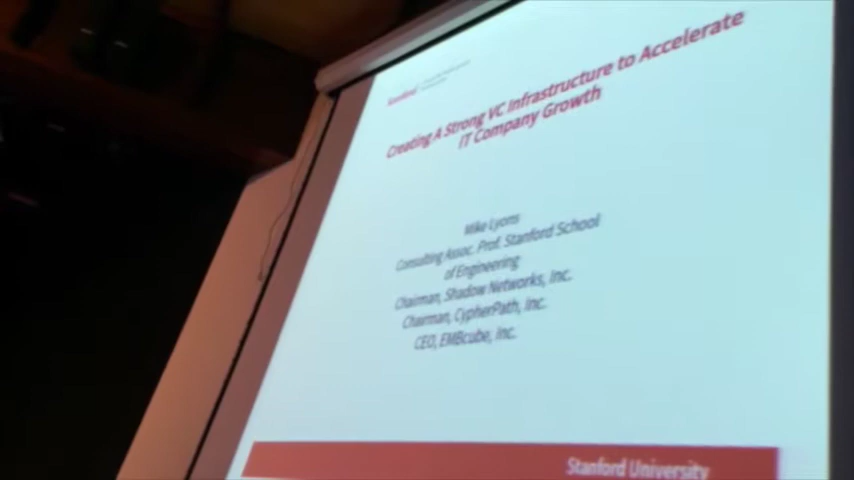 Stanford
Creating A Strong VC Infrastructure to Accelerate
IT Company Growth
Mike Lyons
Consulting Assoc. Prof. Stanford School
of Engineering
Chairman, Shadow Networks, Inc.
Chairman, CypherPath, Inc.
CEO, EMBcube, Inc.
Stanford University